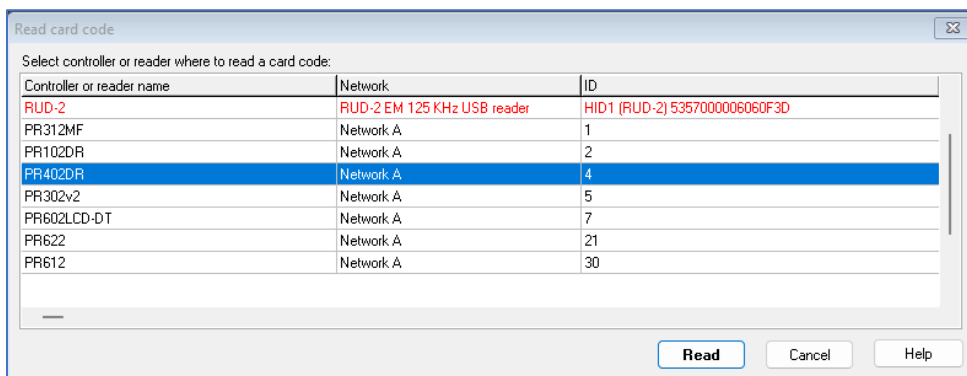 Read card code
Select controller or reader where to read a card code:
Controller or reader name Network ID
RUD-2 RUD-2 EM 125 KHz USB reader HID1 (RUD-2) 5357000006060F3D
PR312MF Network A 1
PR102DR Network A 2
PR402DR Network A 4
PR302v2 Network A 5
PR602LCD-DT Network A 7
PR622 Network A 21
PR612 Network A 30
Read Cancel Help